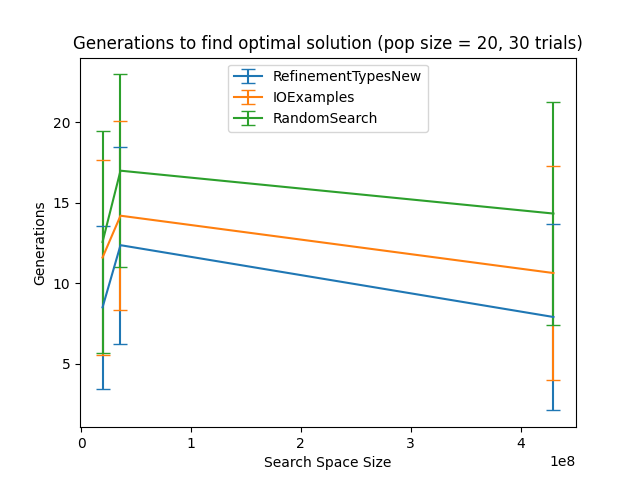 Generations to find optimal solution (pop size = 20, 30 trials)
RefinementTypesNew
IOExamples
RandomSearch
20
15
10
5
Generations
0 1 2 3 4
1e8
Search Space Size